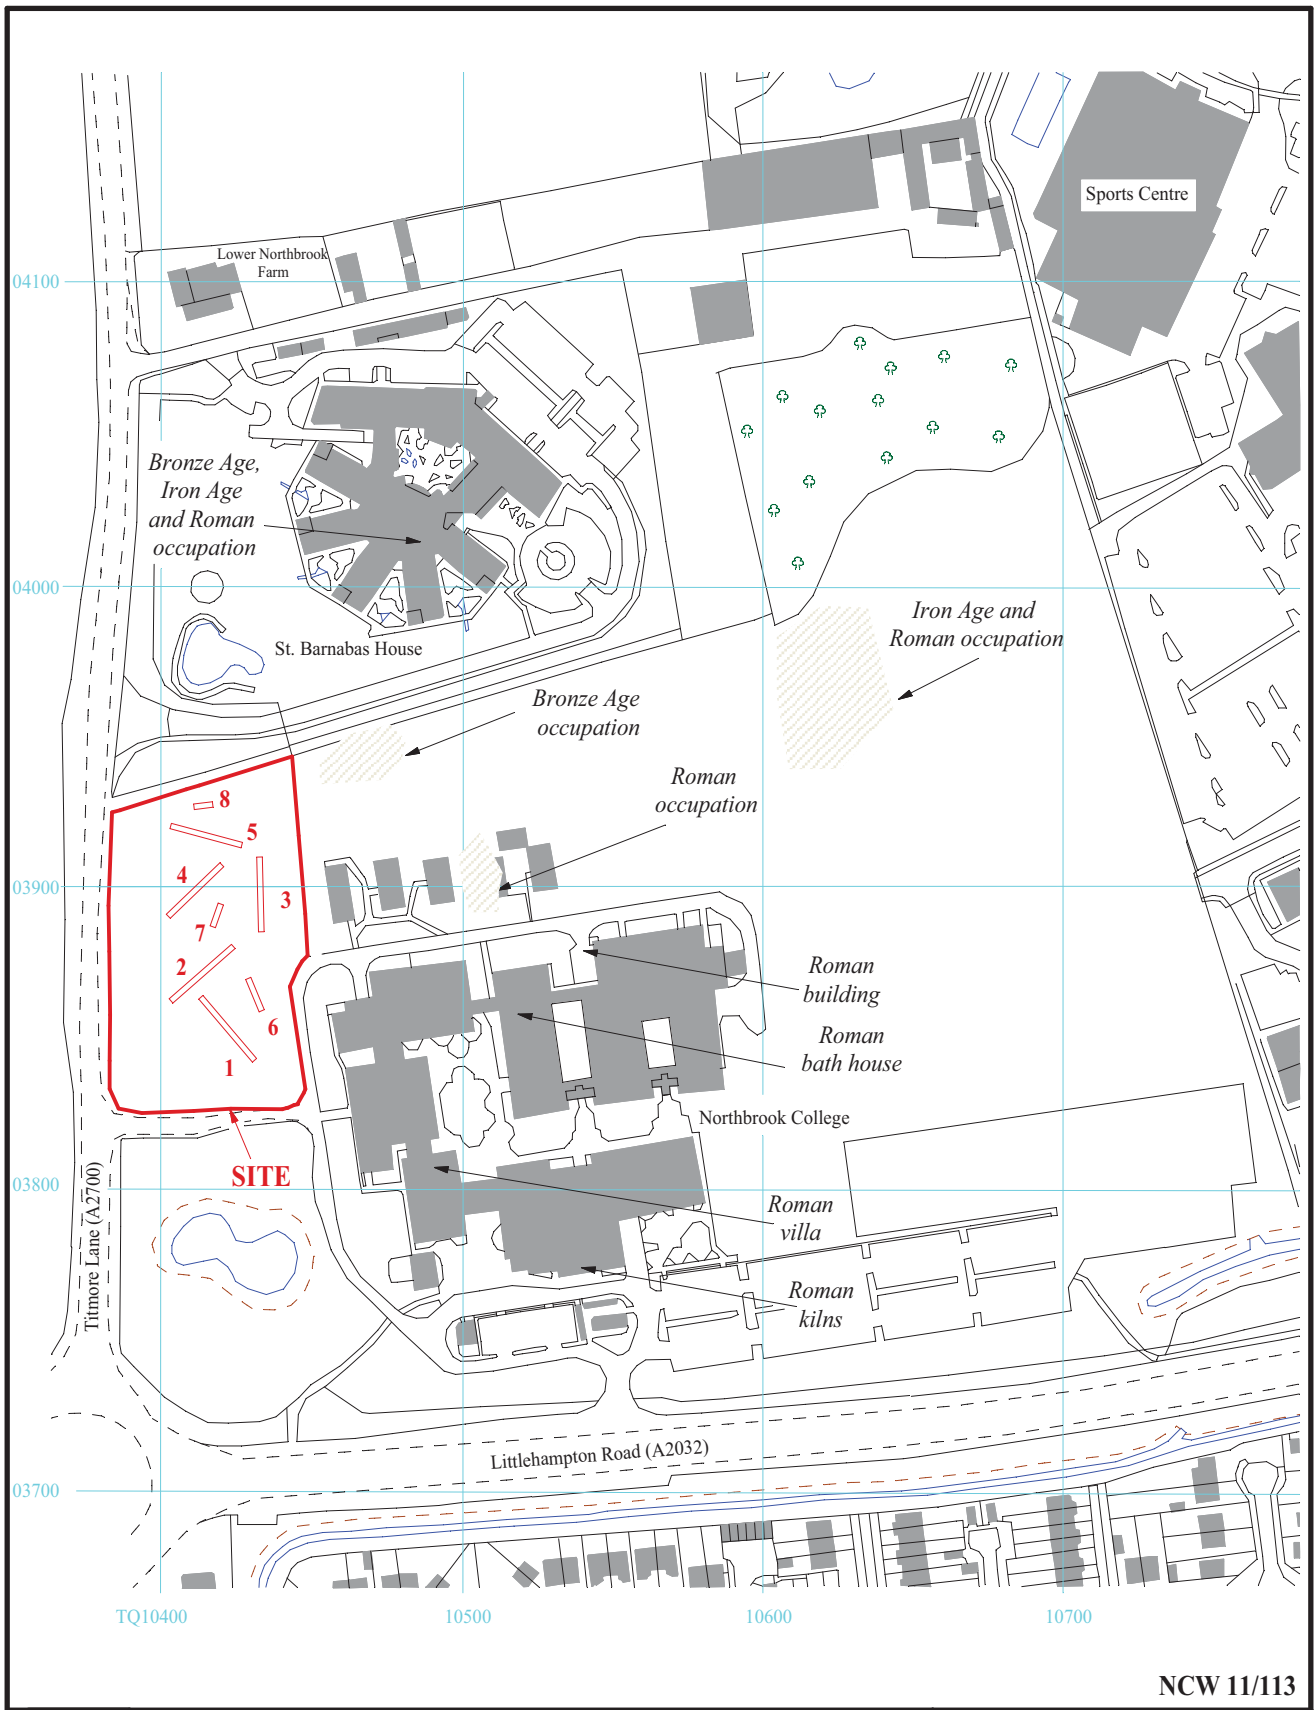 Sports Centre
Lower Northbrook
Farm
04100
Bronze Age,
Iron Age
and Roman
occupation
04000
Iron Age and
Roman occupation
St. Barnabas House
Bronze Age
occupation
Roman
occupation
8
5
4
03900
3
7
2
6
1
Roman
building
Roman
bath house
Northbrook College
SITE
03800
Titmore Lane (A2700)
Roman
villa
Roman
kilns
Littlehampton Road (A2032)
03700
TQ10400
10500
10600
10700
NCW 11/113